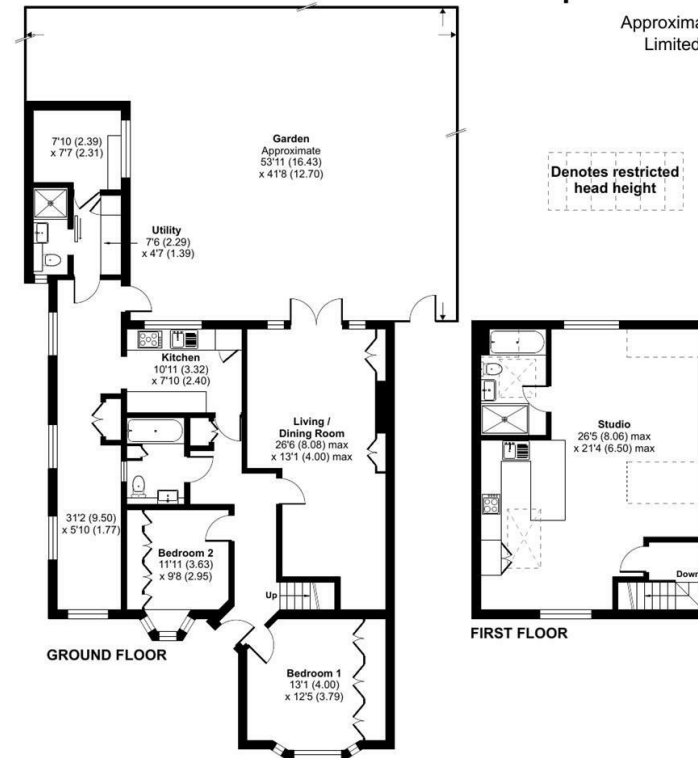 Approxima
Limited
Garden
Approximate
53'11 (16.43)
x 41'8 (12.70)
Denotes restricted
head height
7'10 (2.39)
x 7'7 (2.31)
Utility
7'6 (2.29)
x 4'7 (1.39)
Kitchen
10'11 (3.32)
x 7'10 (2.40)
Living /
Dining Room
26'6 (8.08) max
x 13'1 (4.00) max
31'2 (9.50)
x 5'10 (1.77)
Bedroom 2
11'11 (3.63)
x 9'8 (2.95)
Up
Bedroom 1
13'1 (4.00)
x 12'5 (3.79)
GROUND FLOOR
Studio
26'5 (8.06) max
x 21'4 (6.50) max
Down
FIRST FLOOR